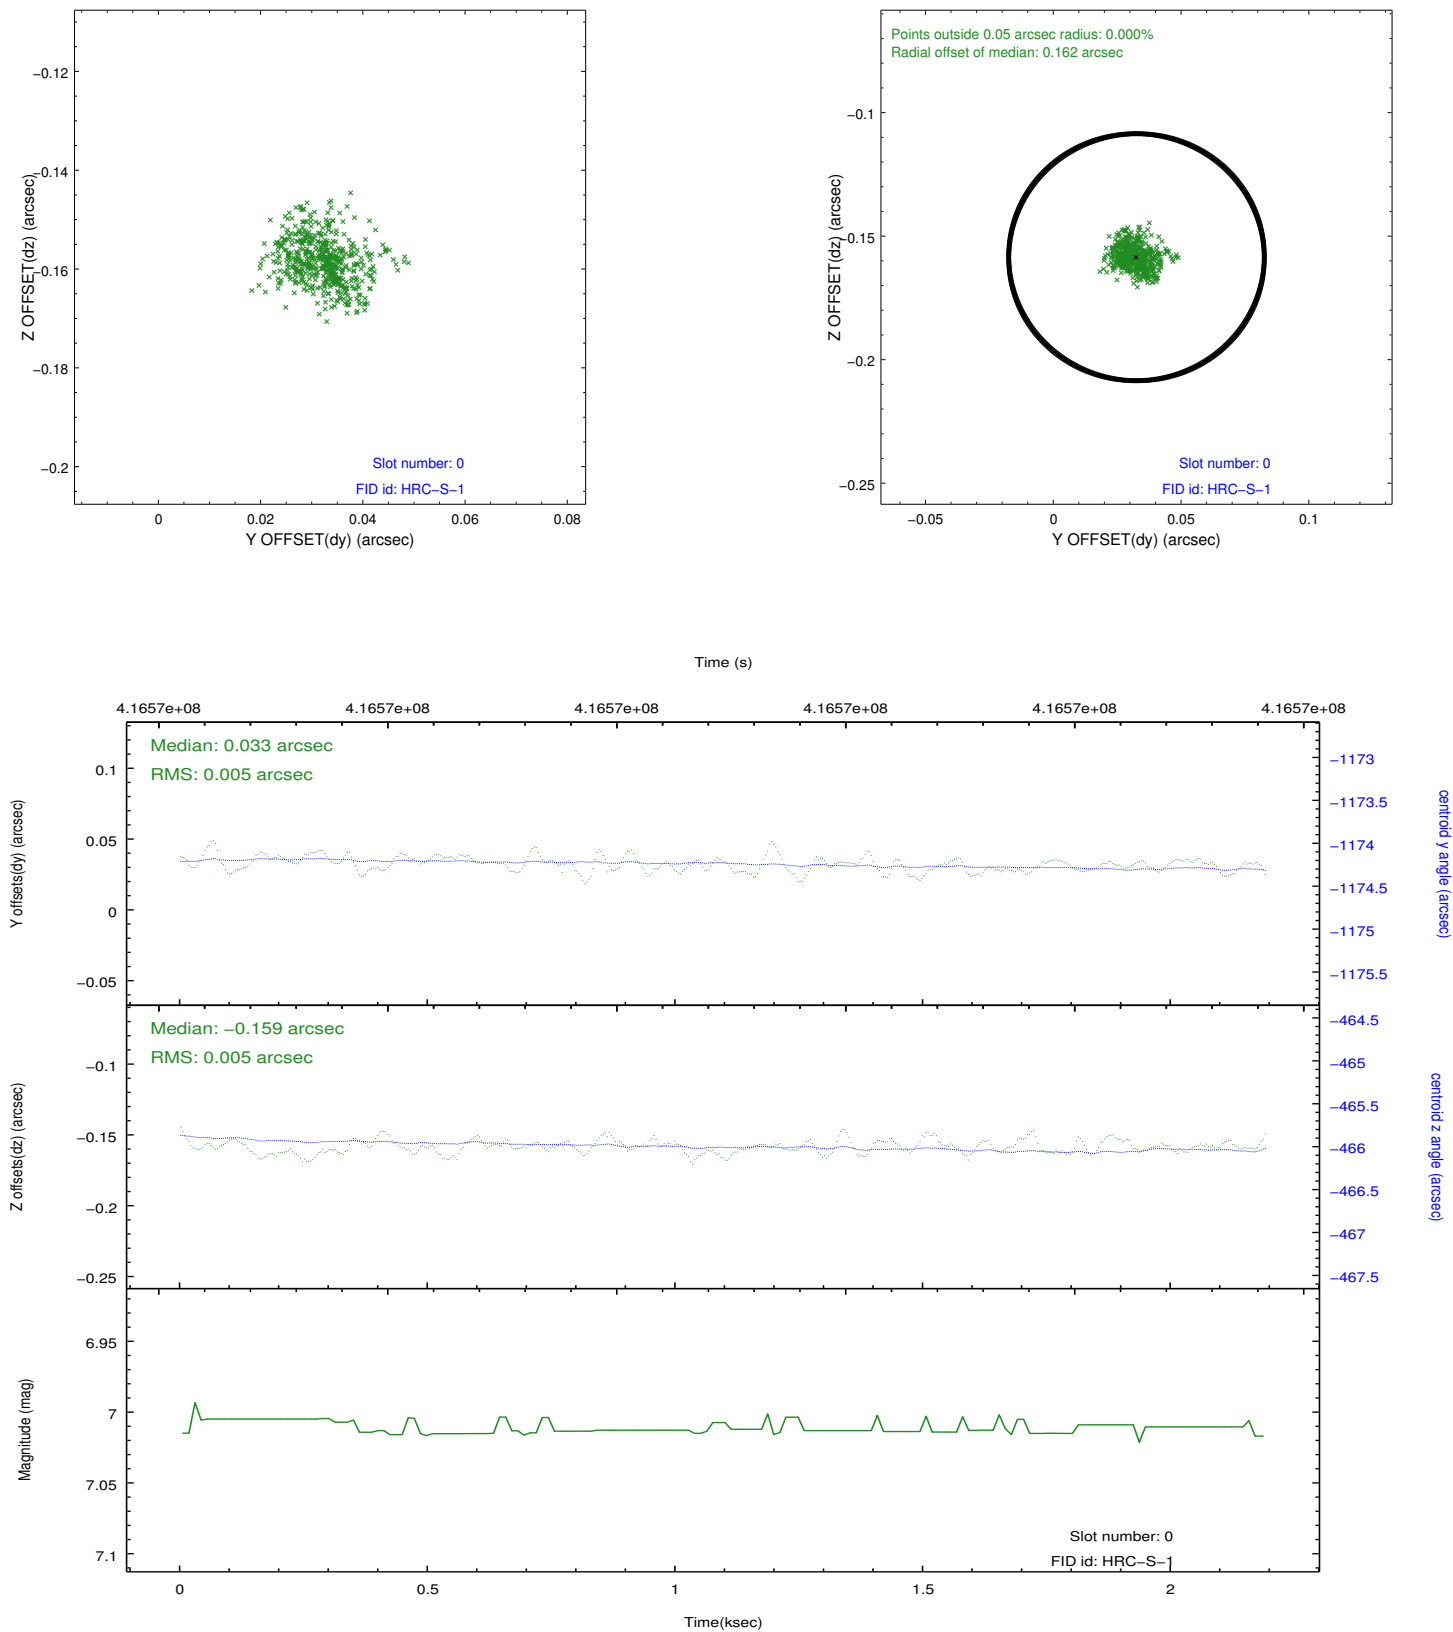 −0.12
−0.14
−0.16
−0.18
−0.2
Z OFFSET(dz) (arcsec)
Slot number: 0
FID id: HRC−S−1
0
0.02
0.04
0.06
0.08
Y OFFSET(dy) (arcsec)
Points outside 0.05 arcsec radius: 0.000%
Radial offset of median: 0.162 arcsec
−0.1
−0.15
−0.2
−0.25
Z OFFSET(dz) (arcsec)
Slot number: 0
FID id: HRC−S−1
−0.05
0
0.05
0.1
Y OFFSET(dy) (arcsec)
Time (s)
4.1657e+08
4.1657e+08
4.1657e+08
4.1657e+08
4.1657e+08
4.1657e+08
Median: 0.033 arcsec
RMS: 0.005 arcsec
0.1
0.05
0
−0.05
Y offsets(dy) (arcsec)
−1173
−1173.5
−1174
−1174.5
−1175
−1175.5
centroid y angle (arcsec)
Median: −0.159 arcsec
RMS: 0.005 arcsec
−0.1
−0.15
−0.2
−0.25
Z offsets(dz) (arcsec)
−464.5
−465
−465.5
−466
−466.5
−467
−467.5
centroid z angle (arcsec)
6.95
7
7.05
7.1
Magnitude (mag)
Slot number: 0
FID id: HRC−S−1
0
0.5
1
1.5
2
Time(ksec)